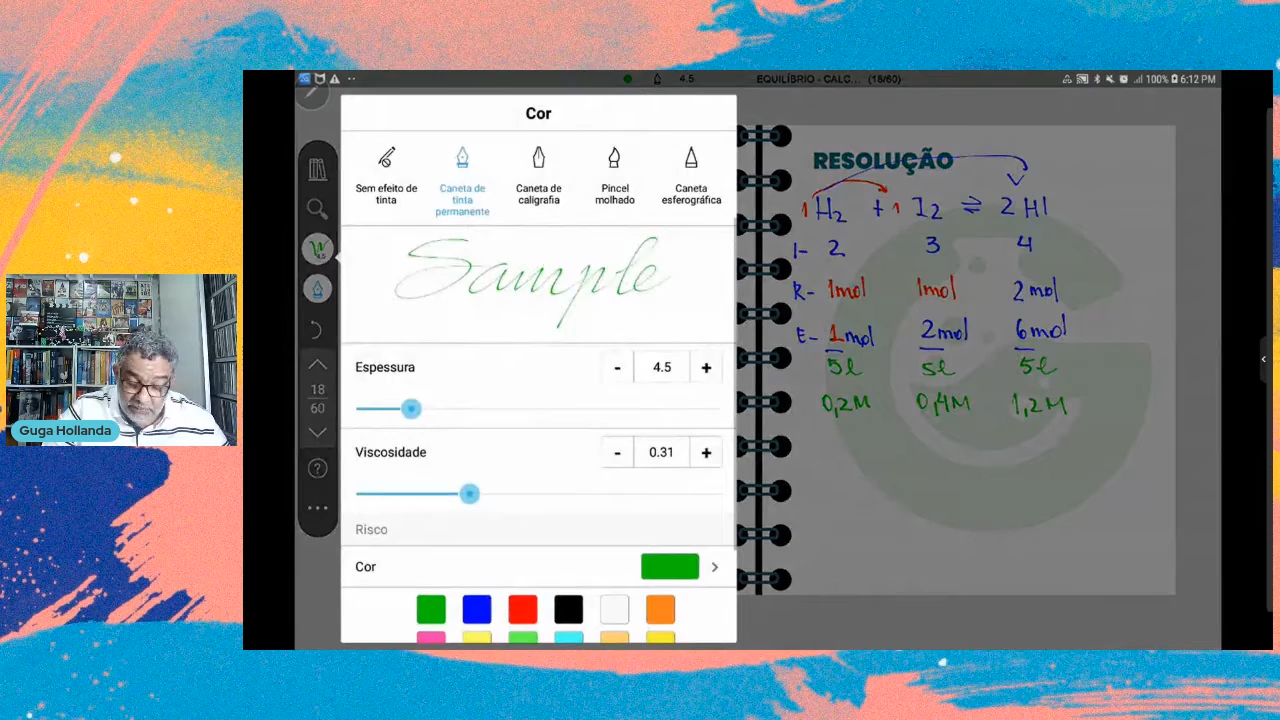 4.5
EQUILÍBRIO - CALC... (18/60)
100% 6:12 PM
Cor
Sem efeito de tinta
Caneta de tinta permanente
Caneta de caligrafia
Pincel molhado
Caneta esferográfica
Sample
Espessura - 4.5 +
Viscosidade - 0.31 +
Risco
Cor
18
60
?
Guga Hollanda
RESOLUÇÃO
1 H₂ + 1 I₂ ⇌ 2 HI
I- 2 3 4
R- 1mol 1mol 2mol
E- 1mol 2mol 6mol
5l 5l 5l
0,2M 0,4M 1,2M